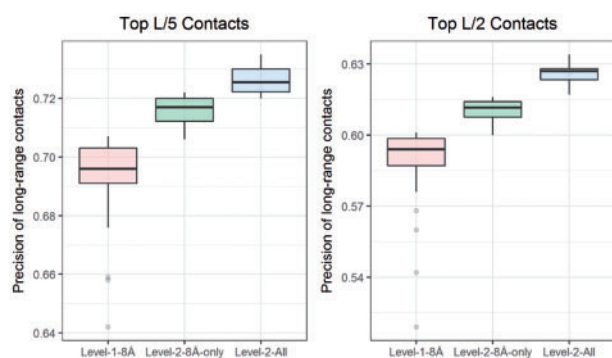 Top L/5 Contacts
Precision of long-range contacts
0.72
0.70
0.68
0.66
0.64
Level-1-8Å
Level-2-8Å-only
Level-2-All
Top L/2 Contacts
Precision of long-range contacts
0.63
0.60
0.57
0.54
Level-1-8Å
Level-2-8Å-only
Level-2-All